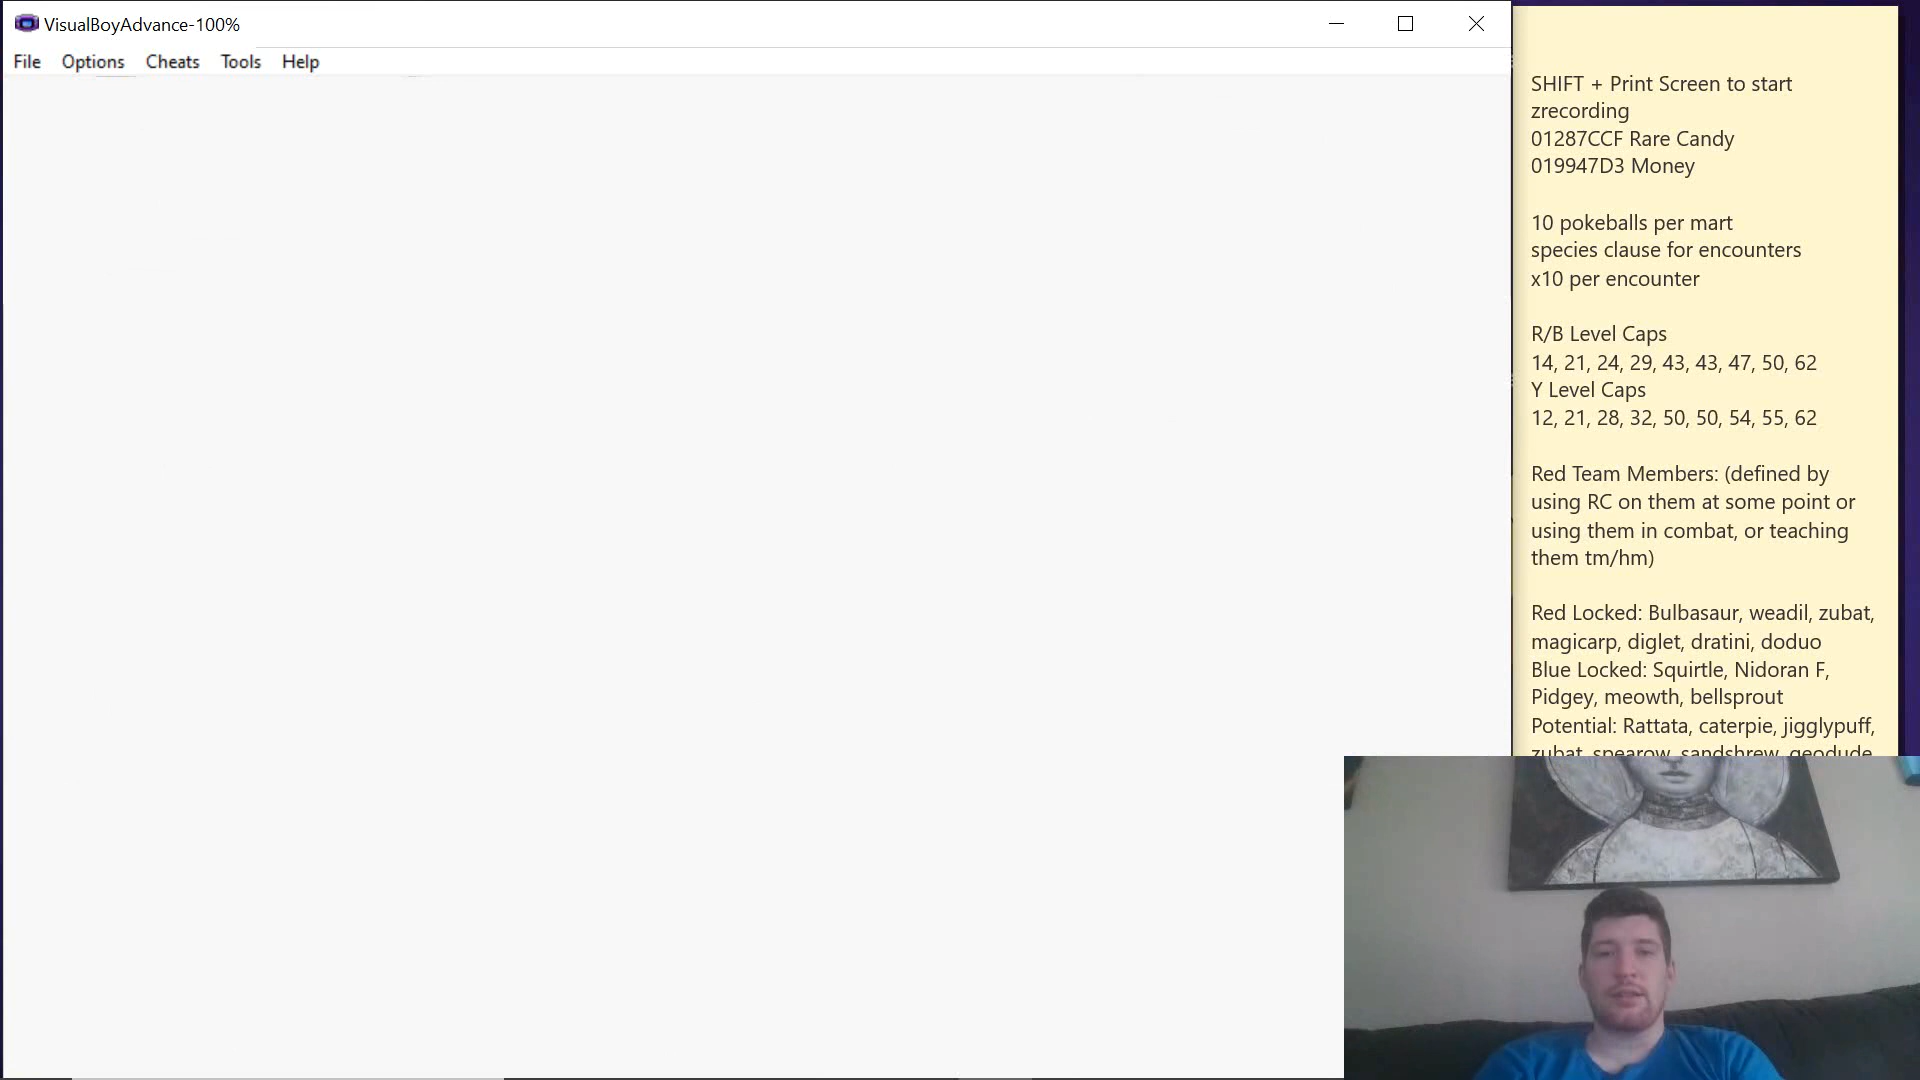 VisualBoyAdvance-100%
File Options Cheats Tools Help
SHIFT + Print Screen to start
zrecording
01287CCF Rare Candy
019947D3 Money
10 pokeballs per mart
species clause for encounters
x10 per encounter
R/B Level Caps
14, 21, 24, 29, 43, 43, 47, 50, 62
Y Level Caps
12, 21, 28, 32, 50, 50, 54, 55, 62
Red Team Members: (defined by
using RC on them at some point or
using them in combat, or teaching
them tm/hm)
Red Locked: Bulbasaur, weadil, zubat,
magicarp, diglet, dratini, doduo
Blue Locked: Squirtle, Nidoran F,
Pidgey, meowth, bellsprout
Potential: Rattata, caterpie, jigglypuff,
zubat, spearow, sandshrew, geodude